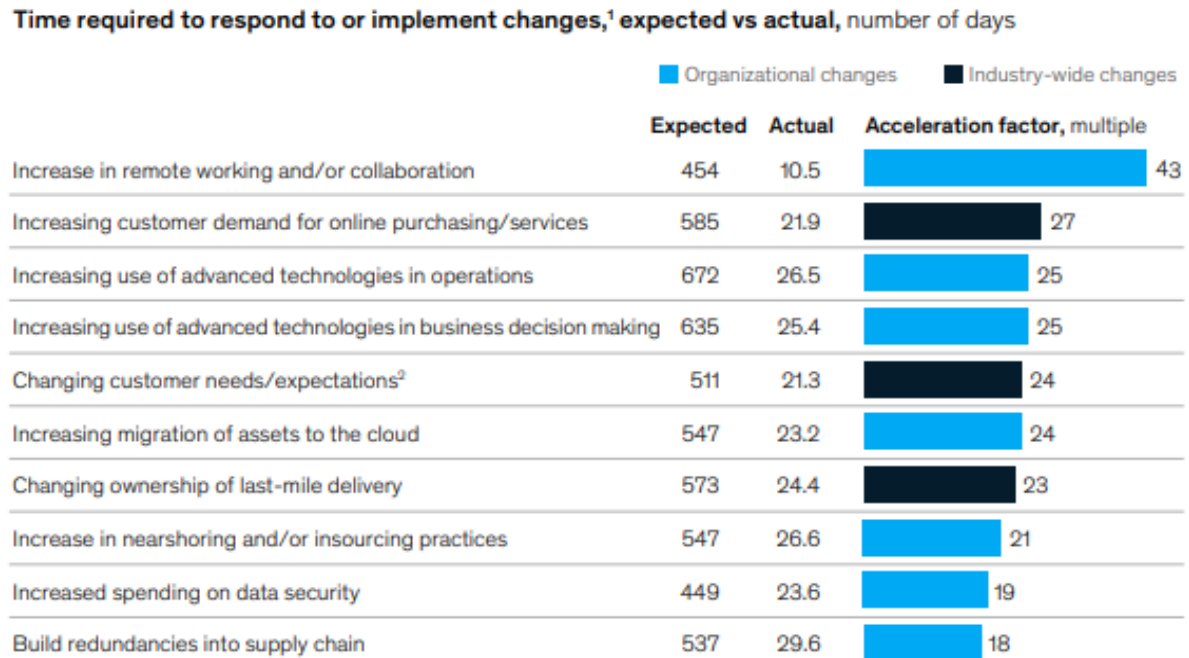 Time required to respond to or implement changes,¹ expected vs actual, number of days
Organizational changes Industry-wide changes
Expected Actual Acceleration factor, multiple
Increase in remote working and/or collaboration 454 10.5 43
Increasing customer demand for online purchasing/services 585 21.9 27
Increasing use of advanced technologies in operations 672 26.5 25
Increasing use of advanced technologies in business decision making 635 25.4 25
Changing customer needs/expectations² 511 21.3 24
Increasing migration of assets to the cloud 547 23.2 24
Changing ownership of last-mile delivery 573 24.4 23
Increase in nearshoring and/or insourcing practices 547 26.6 21
Increased spending on data security 449 23.6 19
Build redundancies into supply chain 537 29.6 18